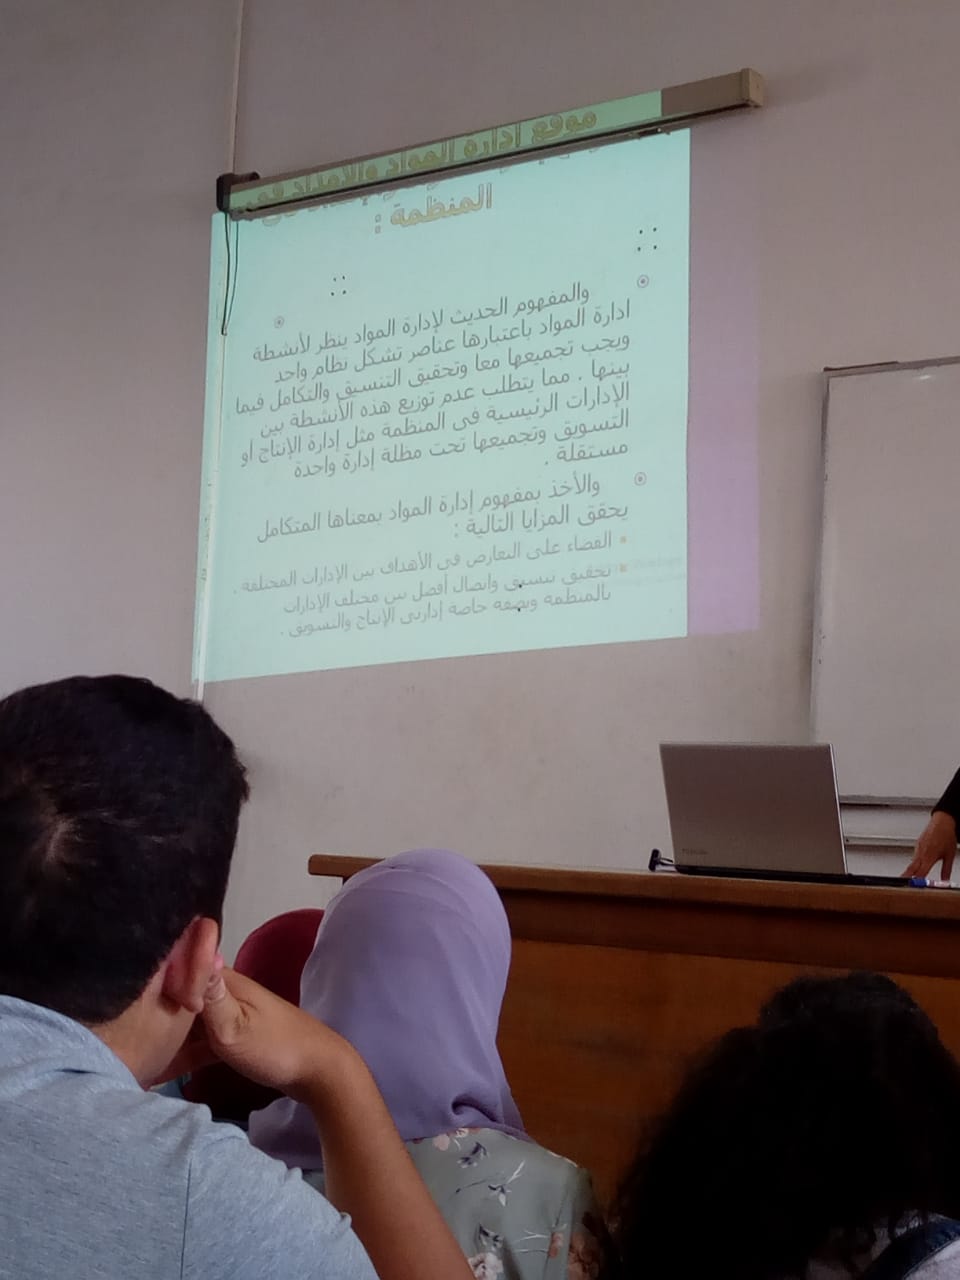 موقع ادارة المواد والامداد في
المنظمة :
والمفهوم الحديث لإدارة المواد ينظر لأنشطة
ادارة المواد باعتبارها عناصر تشكل نظام واحد
ويجب تجميعها معا وتحقيق التنسيق والتكامل فيما
بينها . مما يتطلب عدم توزيع هذه الأنشطة بين
الإدارات الرئيسية فى المنظمة مثل إدارة الإنتاج او
التسويق وتجميعها تحت مظلة إدارة واحدة
مستقلة .
والأخذ بمفهوم إدارة المواد بمعناها المتكامل
يحقق المزايا التالية :
القضاء على التعارض فى الأهداف بين الإدارات المختلفة .
تحقيق تنسيق واتصال أفضل بين مختلف الإدارات
بالمنظمة وبصفة خاصة إدارتى الإنتاج والتسويق .